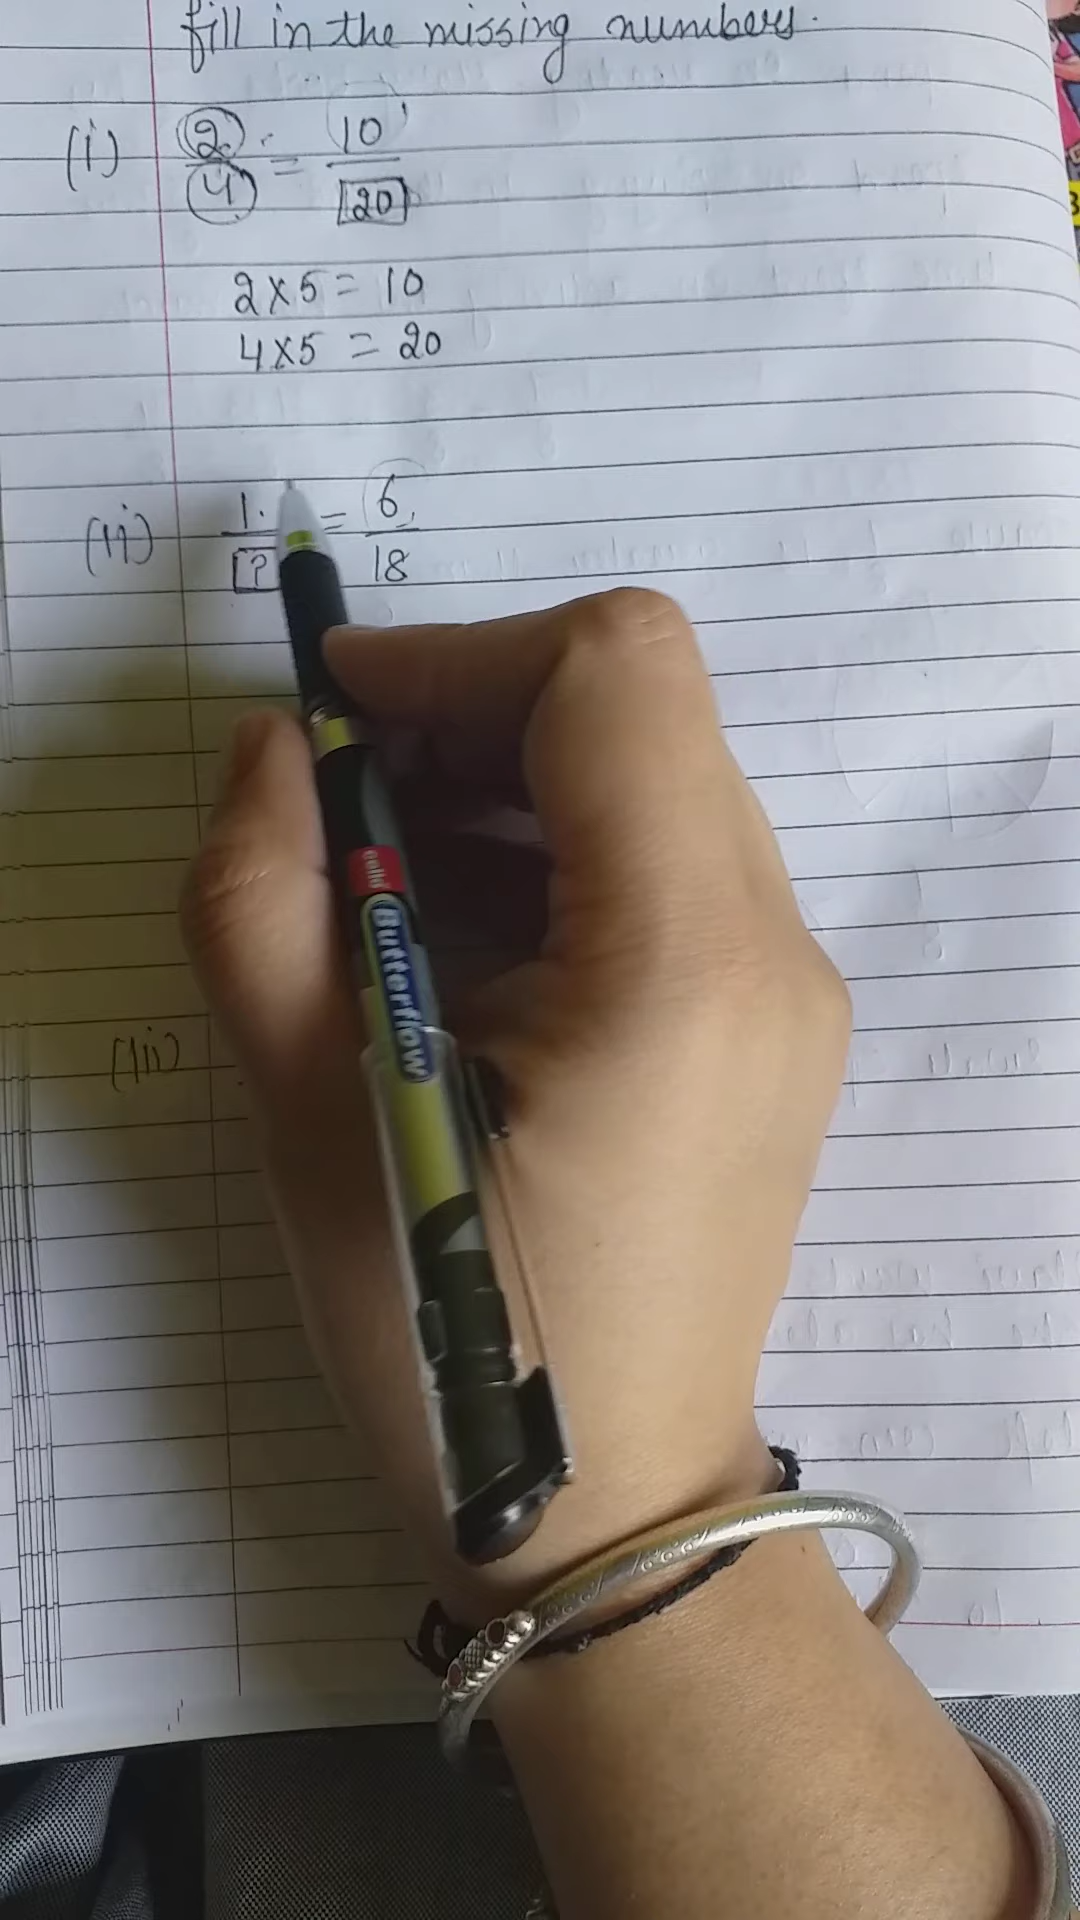 fill in the missing numbers.
(i) 2/4 = 10/20
2 x 5 = 10
4 x 5 = 20
(ii) 1/? = 6/18
cello Butterflow
(iii)